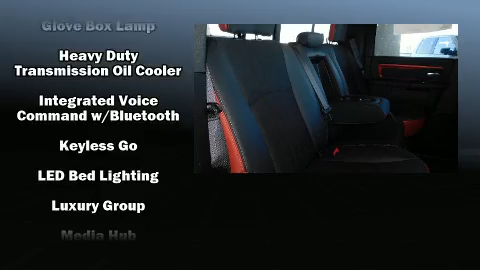 Glove Box Lamp
Heavy Duty
Transmission Oil Cooler
Integrated Voice
Command w/Bluetooth
Keyless Go
LED Bed Lighting
Luxury Group
Media Hub